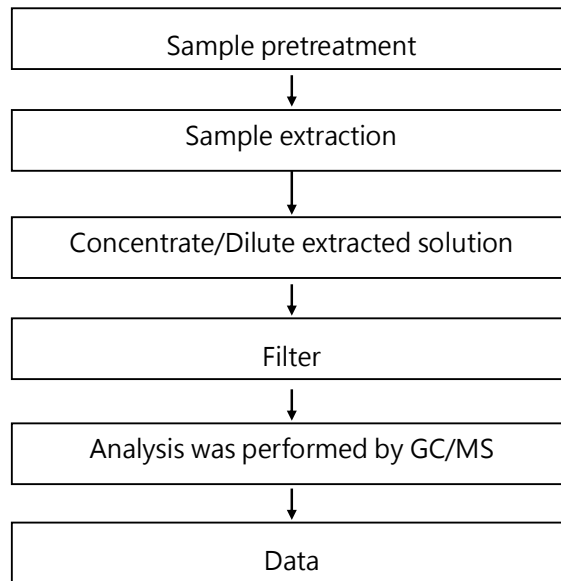 Sample pretreatment
Sample extraction
Concentrate/Dilute extracted solution
Filter
Analysis was performed by GC/MS
Data